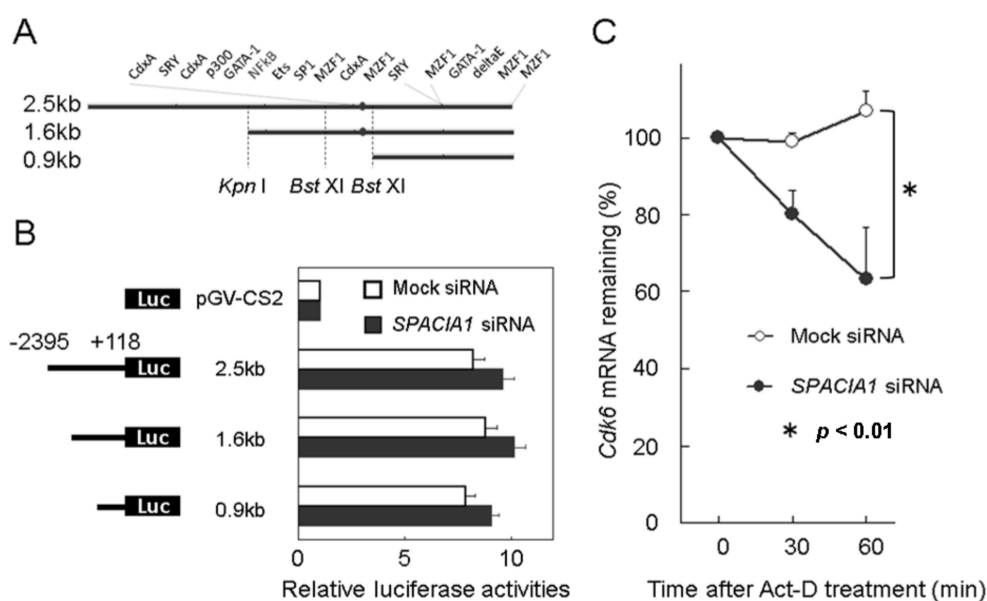 A
CdxA SRY CdxA p300 GATA-1 NFkB Ets SP1 MZF1 CdxA MZF1 SRY MZF1 GATA-1 deltaE MZF1 MZF1
2.5kb
1.6kb
0.9kb
Kpn I Bst XI Bst XI
B
Luc pGV-CS2
Mock siRNA
SPACIA1 siRNA
-2395 +118
Luc 2.5kb
Luc 1.6kb
Luc 0.9kb
0 5 10
Relative luciferase activities
C
Cdk6 mRNA remaining (%)
100
80
60
40
20
0
*
Mock siRNA
SPACIA1 siRNA
* p < 0.01
0 30 60
Time after Act-D treatment (min)